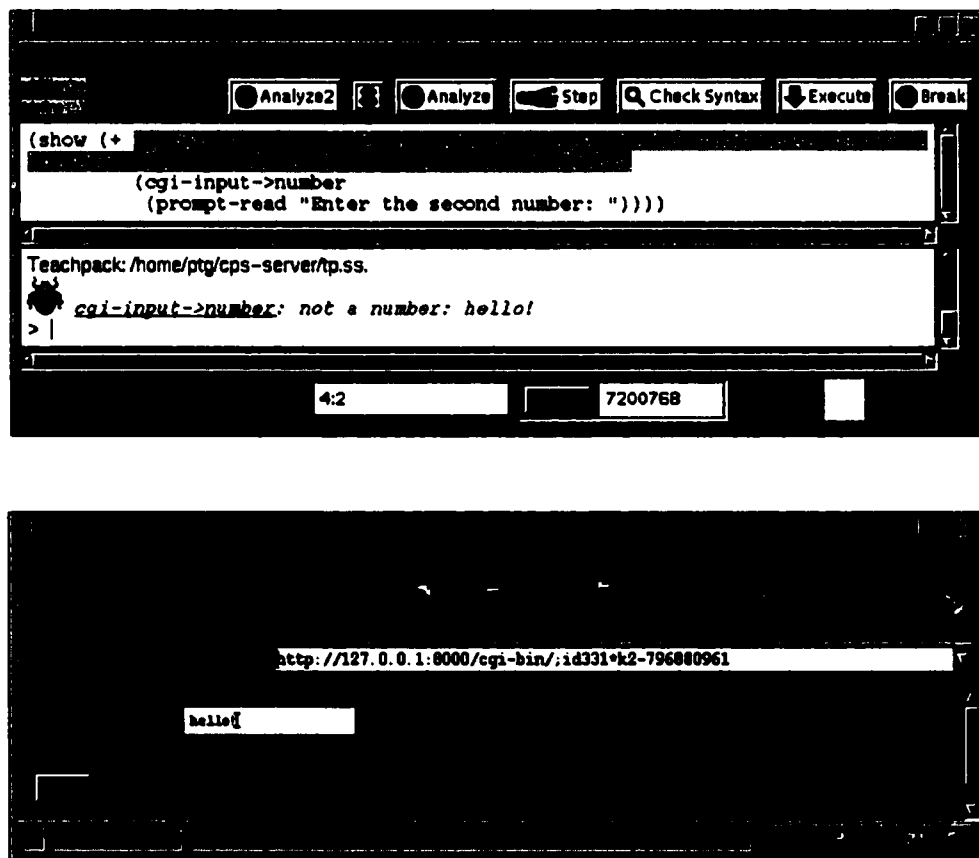 Analyze2 Analyze Step Check Syntax Execute Break
(show (+
(cgi-input->number
(prompt-read "Enter the second number: "))))
Teachpack: /home/ptg/cps-server/tp.ss.
cgi-input->number: not a number: hello!
> |
4:2 7200768
http://127.0.0.1:8000/cgi-bin/;id331*k2-796880961
hello!